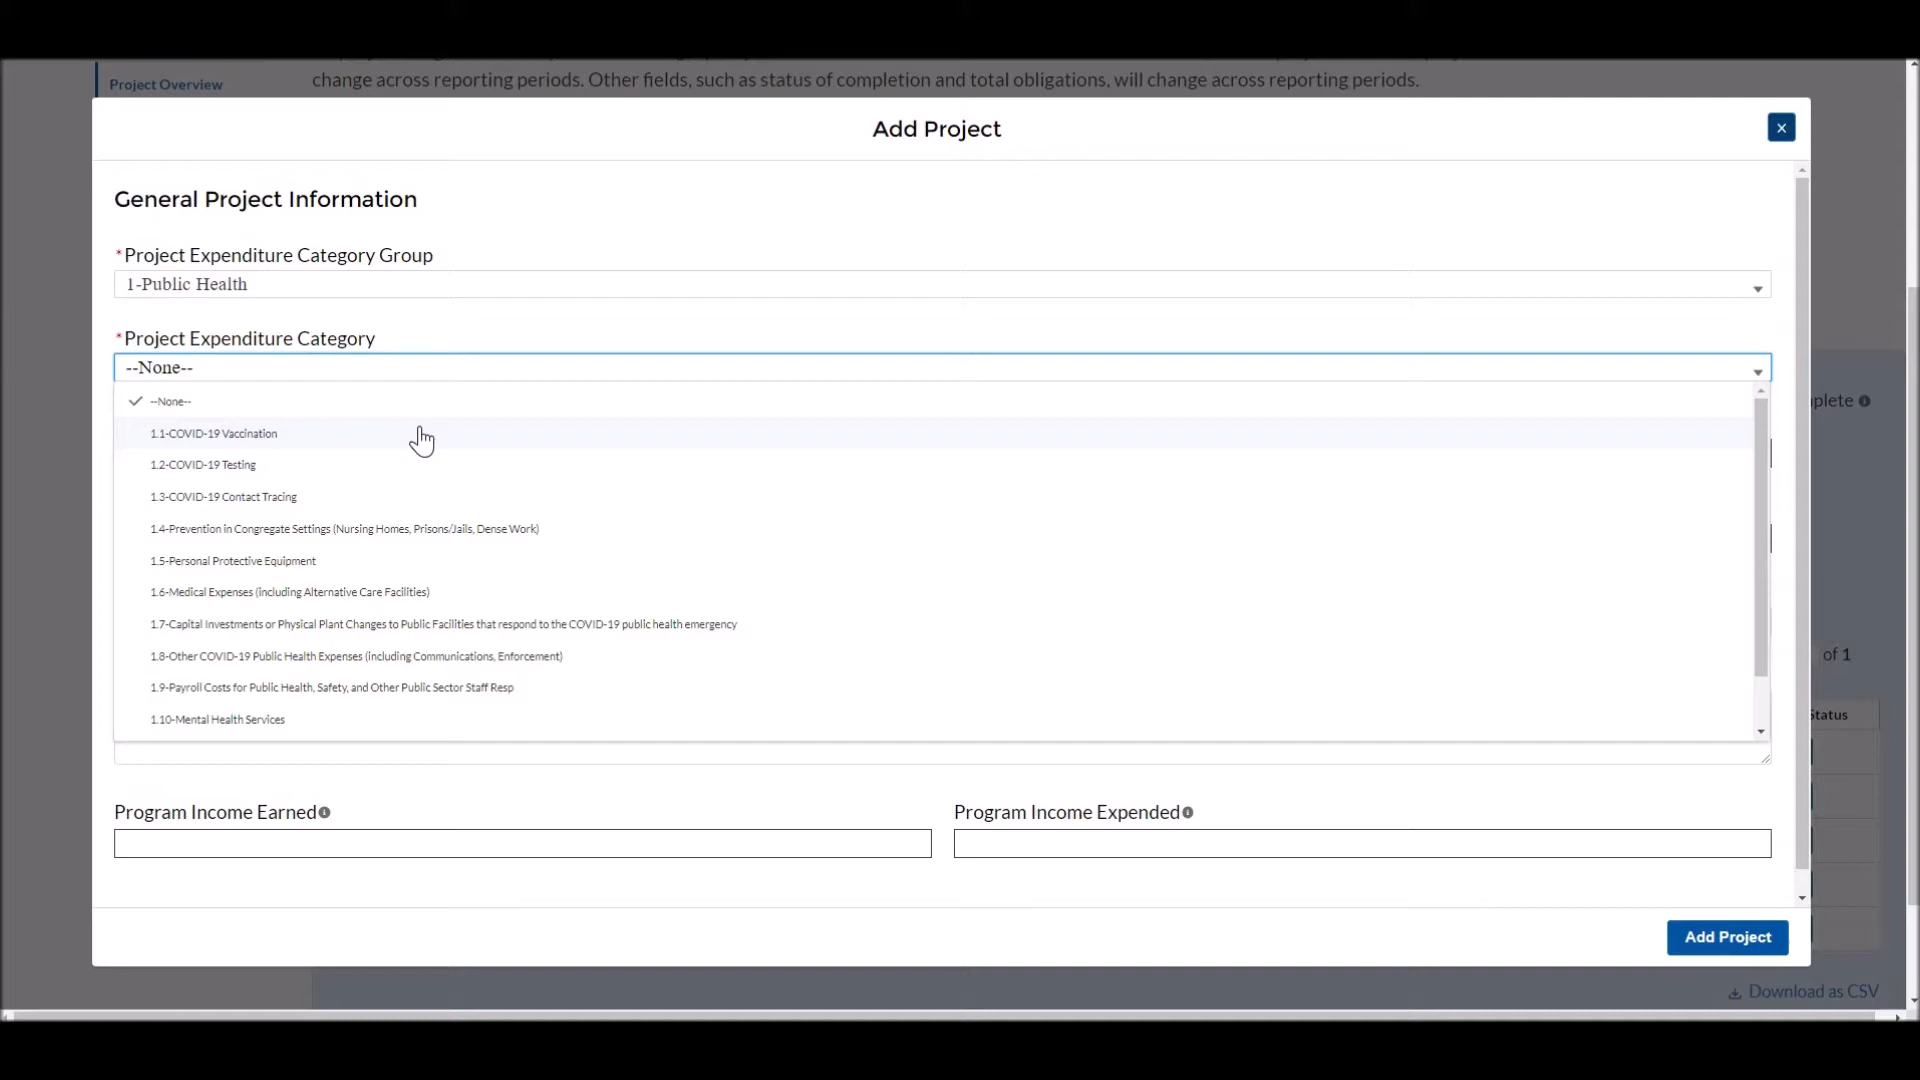 Project Overview
change across reporting periods. Other fields, such as status of completion and total obligations, will change across reporting periods.
Add Project
x
General Project Information
*Project Expenditure Category Group
1-Public Health
*Project Expenditure Category
--None--
--None--
1.1-COVID-19 Vaccination
1.2-COVID-19 Testing
1.3-COVID-19 Contact Tracing
1.4-Prevention in Congregate Settings (Nursing Homes, Prisons/Jails, Dense Work)
1.5-Personal Protective Equipment
1.6-Medical Expenses (including Alternative Care Facilities)
1.7-Capital Investments or Physical Plant Changes to Public Facilities that respond to the COVID-19 public health emergency
1.8-Other COVID-19 Public Health Expenses (including Communications, Enforcement)
1.9-Payroll Costs for Public Health, Safety, and Other Public Sector Staff Resp
1.10-Mental Health Services
plete
of 1
Status
Program Income Earned
Program Income Expended
Add Project
Download as CSV